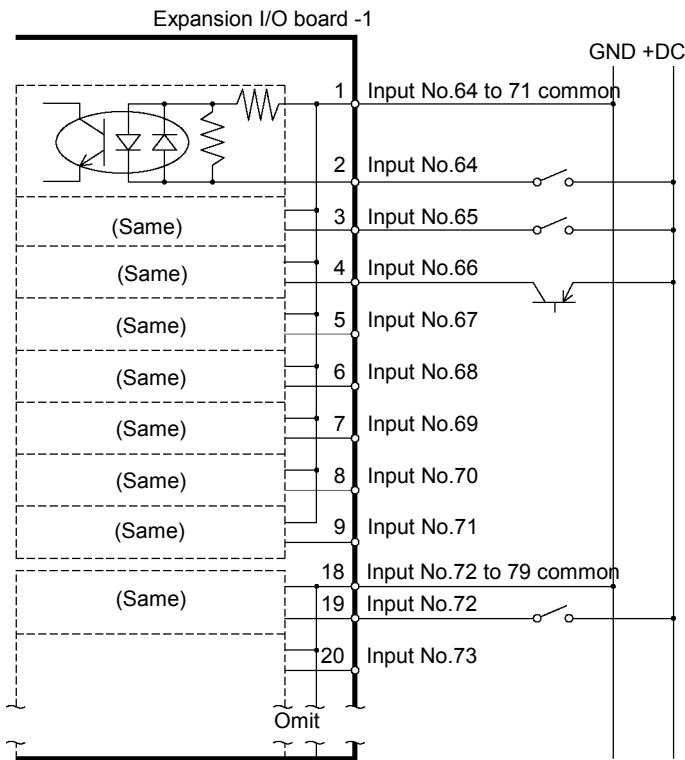 Expansion I/O board -1
GND +DC
1 Input No.64 to 71 common
2 Input No.64
(Same) 3 Input No.65
(Same) 4 Input No.66
(Same) 5 Input No.67
(Same) 6 Input No.68
(Same) 7 Input No.69
(Same) 8 Input No.70
(Same) 9 Input No.71
18 Input No.72 to 79 common
(Same)
19 Input No.72
20 Input No.73
Omit